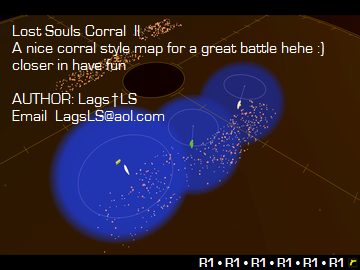 Lost Souls Corral  ll
A nice corral style map for a great battle hehe :)
closer in have fun
AUTHOR: Lags†LS
Email  LagsLS@aol.com
R1 • R1 • R1 • R1 • R1 • R1 r